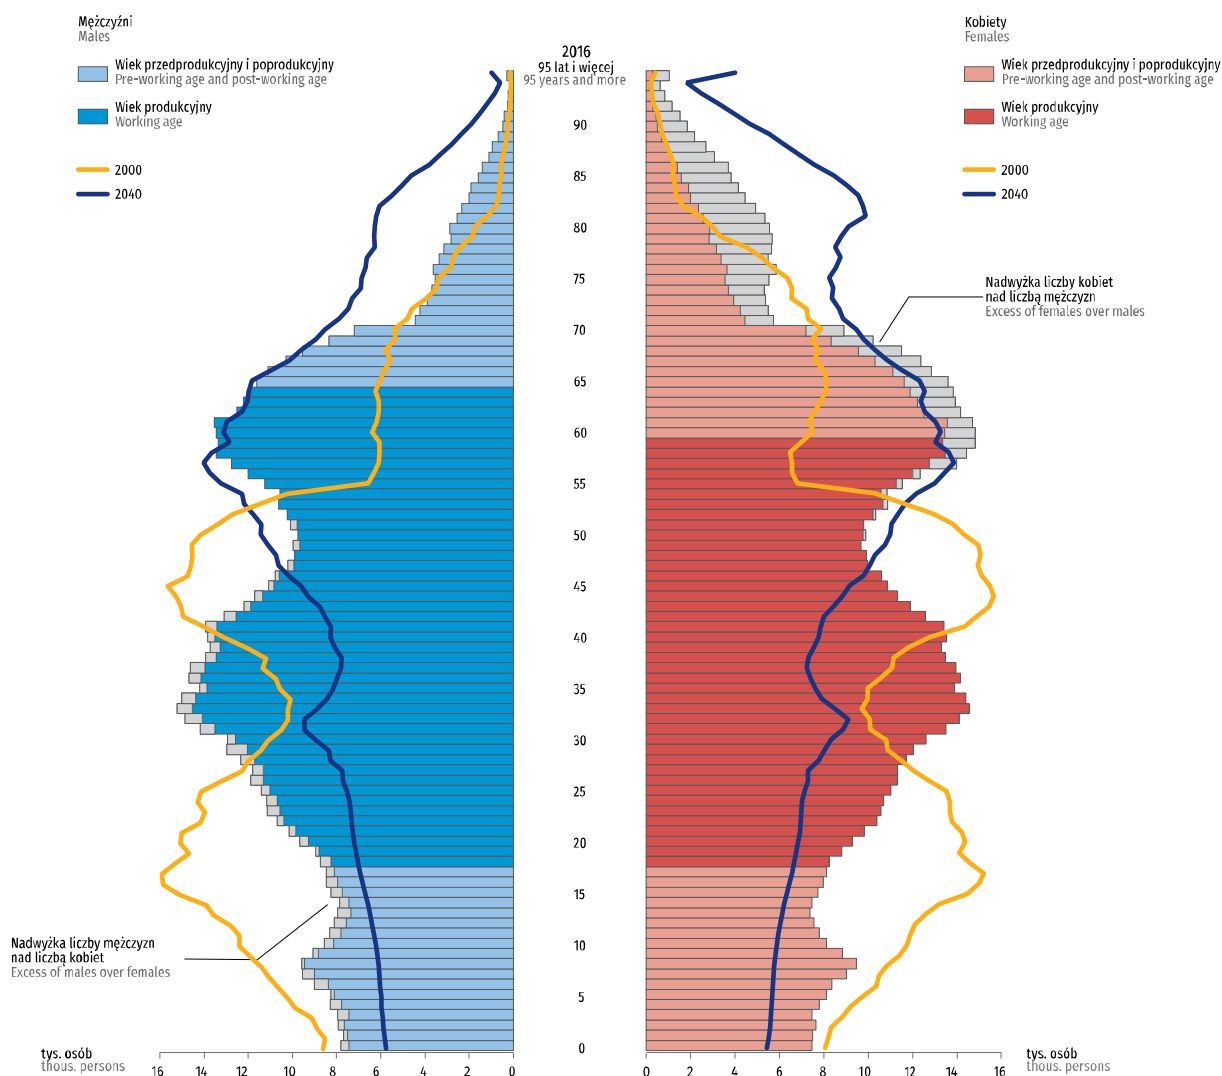 Mężczyźni
Males
Wiek przedprodukcyjny i poprodukcyjny
Pre-working age and post-working age
Wiek produkcyjny
Working age
2000
2040
2016
95 lat i więcej
95 years and more
Kobiety
Females
Wiek przedprodukcyjny i poprodukcyjny
Pre-working age and post-working age
Wiek produkcyjny
Working age
2000
2040
90
85
80
75
70
65
60
55
50
45
40
35
30
25
20
15
10
5
0
Nadwyżka liczby kobiet
nad liczbą mężczyzn
Excess of females over males
Nadwyżka liczby mężczyzn
nad liczbą kobiet
Excess of males over females
tys. osób
thous. persons
16 14 12 10 8 6 4 2 0
0 2 4 6 8 10 12 14 16
tys. osób
thous. persons